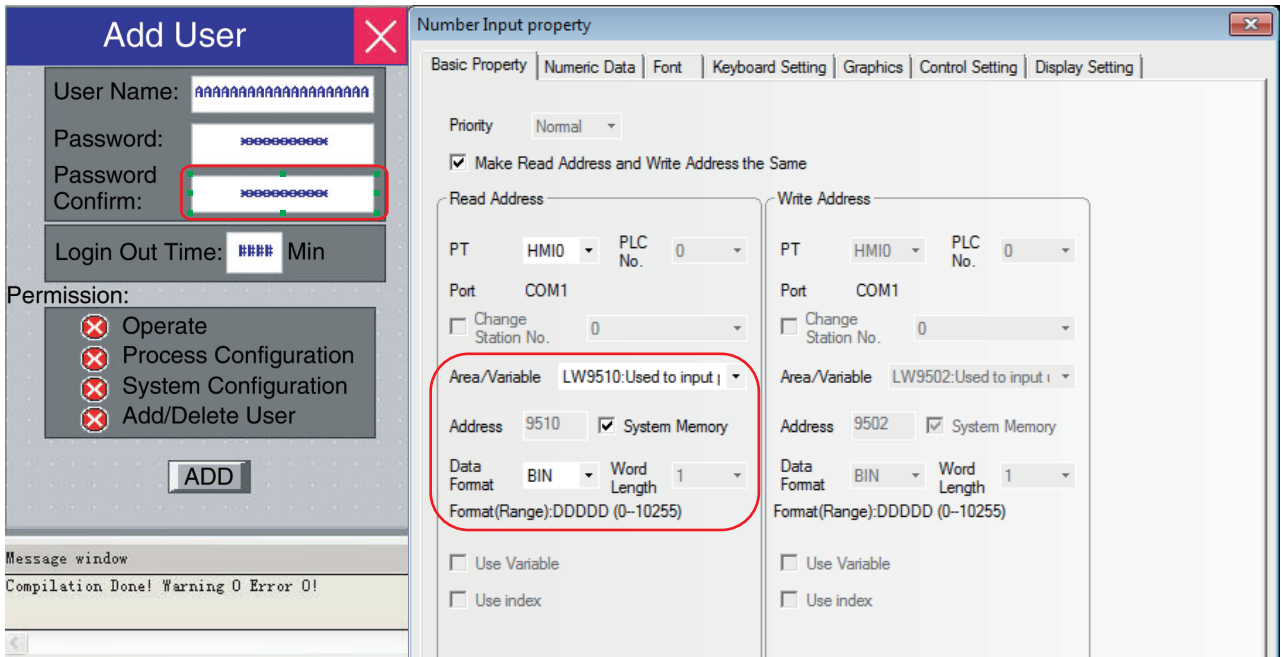 Add User
User Name: AAAAAAAAAAAAAAAAAAAA
Password: **********
Password
Confirm: **********
Login Out Time: #### Min
Permission:
Operate
Process Configuration
System Configuration
Add/Delete User
ADD
Message window
Compilation Done! Warning 0 Error 0!
Number Input property
Basic Property Numeric Data Font Keyboard Setting Graphics Control Setting Display Setting
Priority Normal
Make Read Address and Write Address the Same
Read Address
PT HMI0 PLC No. 0
Port COM1
Change Station No. 0
Area/Variable LW9510:Used to input
Address 9510 System Memory
Data Format BIN Word Length 1
Format(Range):DDDDD (0--10255)
Use Variable
Use index
Write Address
PT HMI0 PLC No. 0
Port COM1
Change Station No. 0
Area/Variable LW9502:Used to input
Address 9502 System Memory
Data Format BIN Word Length 1
Format(Range):DDDDD (0--10255)
Use Variable
Use index